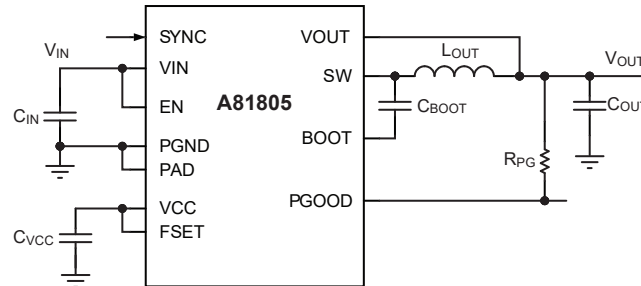 SYNC
VOUT
LOUT
VOUT
VIN
VIN
SW
A81805
EN
CBOOT
COUT
CIN
BOOT
PGND
PAD
RPG
VCC
PGOOD
CVCC
FSET